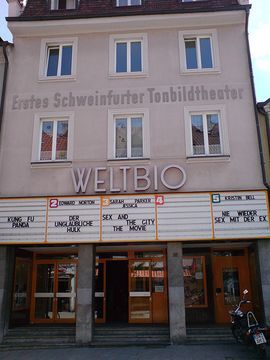 Erstes Schweinfurter Tonbildtheater
WELTBIO
2 EDWARD NORTON
3 SARAH PARKER
JESSICA
4
5 KRISTIN BELL
KUNG FU
PANDA
DER
UNGLAUBLICHE
HULK
SEX AND THE CITY
THE MOVIE
NIE WIEDER
SEX MIT DER EX